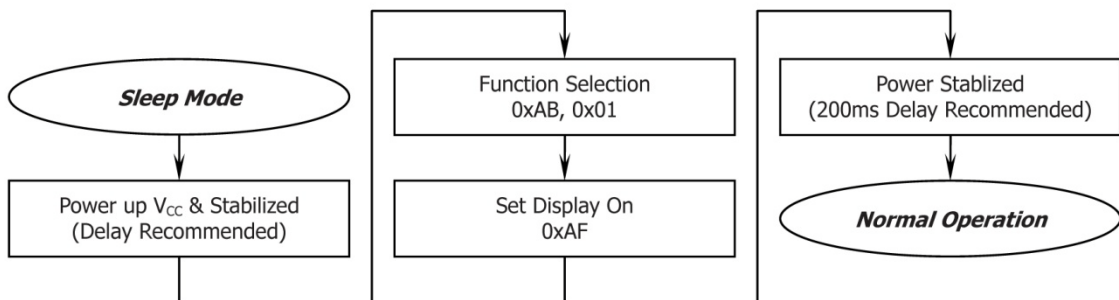 Sleep Mode
Power up VCC & Stabilized
(Delay Recommended)
Function Selection
0xAB, 0x01
Set Display On
0xAF
Power Stablized
(200ms Delay Recommended)
Normal Operation